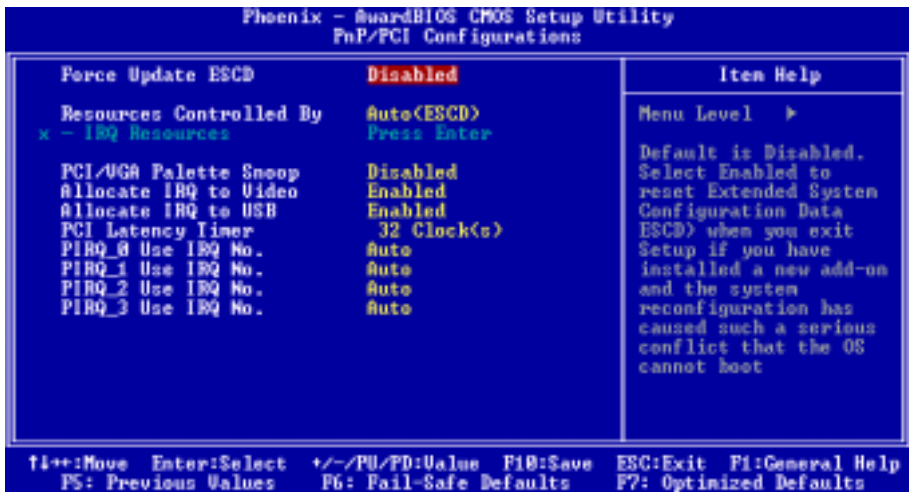 Phoenix - AwardBIOS CMOS Setup Utility
PnP/PCI Configurations
Force Update ESCD Disabled
Resources Controlled By Auto(ESCD)
x - IRQ Resources Press Enter
PCI/VGA Palette Snoop Disabled
Allocate IRQ to Video Enabled
Allocate IRQ to USB Enabled
PCI Latency Timer 32 Clock(s)
PIRQ_0 Use IRQ No. Auto
PIRQ_1 Use IRQ No. Auto
PIRQ_2 Use IRQ No. Auto
PIRQ_3 Use IRQ No. Auto
Item Help
Menu Level ▶
Default is Disabled.
Select Enabled to
reset Extended System
Configuration Data
ESCD) when you exit
Setup if you have
installed a new add-on
and the system
reconfiguration has
caused such a serious
conflict that the OS
cannot boot
↑↓→←:Move Enter:Select +/-/PU/PD:Value F10:Save ESC:Exit F1:General Help
F5: Previous Values F6: Fail-Safe Defaults F7: Optimized Defaults